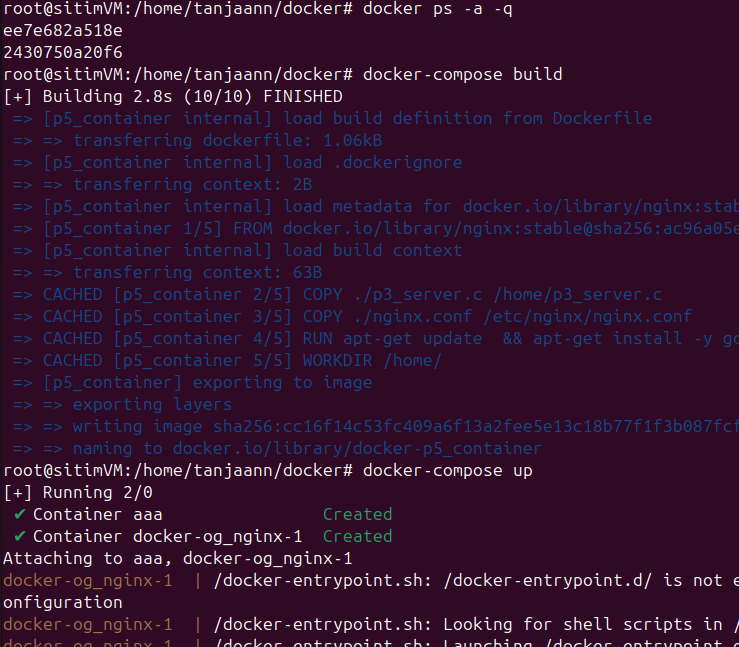 root@sitimVM:/home/tanjaann/docker# docker ps -a -q
ee7e682a518e
2430750a20f6
root@sitimVM:/home/tanjaann/docker# docker-compose build
[+] Building 2.8s (10/10) FINISHED
=> [p5_container internal] load build definition from Dockerfile
=> => transferring dockerfile: 1.06kB
=> [p5_container internal] load .dockerignore
=> => transferring context: 2B
=> [p5_container internal] load metadata for docker.io/library/nginx:stab
=> [p5_container 1/5] FROM docker.io/library/nginx:stable@sha256:ac96a05e
=> [p5_container internal] load build context
=> => transferring context: 63B
=> CACHED [p5_container 2/5] COPY ./p3_server.c /home/p3_server.c
=> CACHED [p5_container 3/5] COPY ./nginx.conf /etc/nginx/nginx.conf
=> CACHED [p5_container 4/5] RUN apt-get update  && apt-get install -y gc
=> CACHED [p5_container 5/5] WORKDIR /home/
=> [p5_container] exporting to image
=> => exporting layers
=> => writing image sha256:cc16f14c53fc409a6f13a2fee5e13c18b77f1f3b087fcf
=> => naming to docker.io/library/docker-p5_container
root@sitimVM:/home/tanjaann/docker# docker-compose up
[+] Running 2/0
✔ Container aaa Created
✔ Container docker-og_nginx-1 Created
Attaching to aaa, docker-og_nginx-1
docker-og_nginx-1 | /docker-entrypoint.sh: /docker-entrypoint.d/ is not e
onfiguration
docker-og_nginx-1 | /docker-entrypoint.sh: Looking for shell scripts in /
docker-og_nginx-1 | /docker-entrypoint.sh: Launching /docker-entrypoint.d